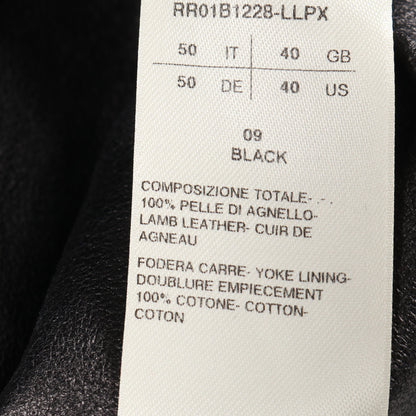 RR01B1228-LLPX
50 IT 40 GB
50 DE 40 US
09
BLACK
COMPOSIZIONE TOTALE- . -
100% PELLE DI AGNELLO-
LAMB LEATHER- CUIR DE
AGNEAU
FODERA CARRE- YOKE LINING-
DOUBLURE EMPIECEMENT
100% COTONE- COTTON-
COTON